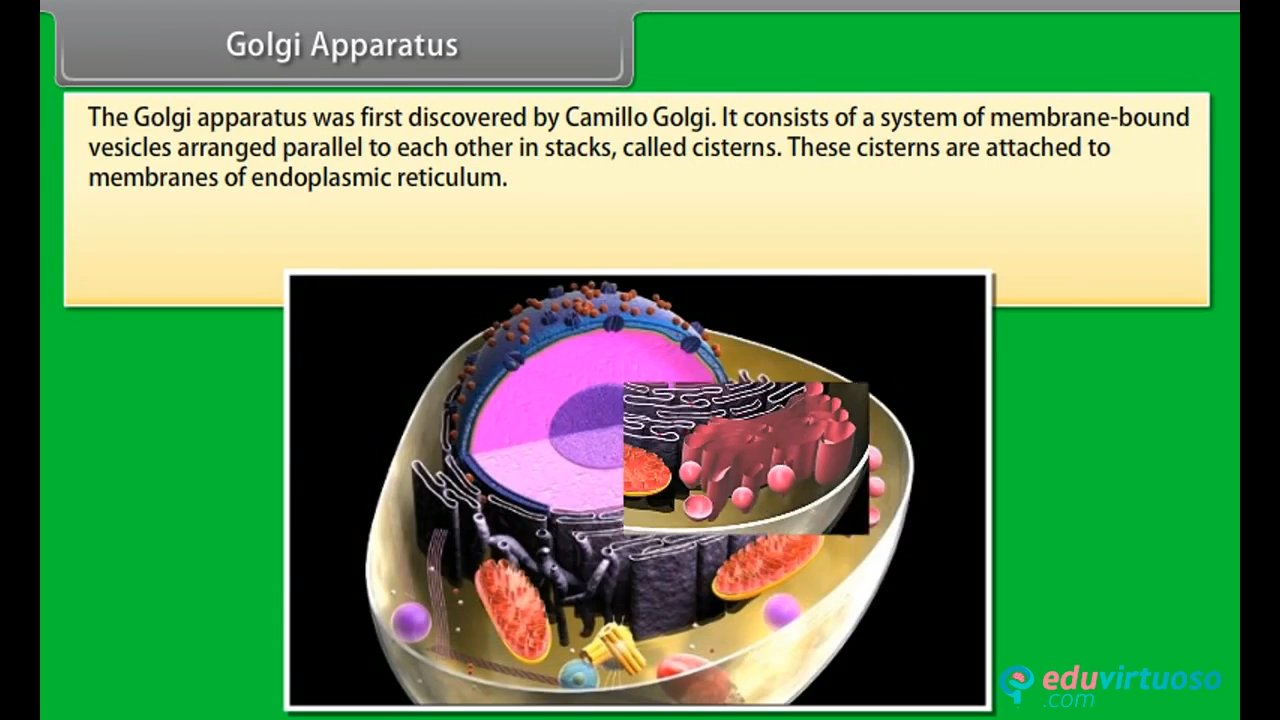 Golgi Apparatus
The Golgi apparatus was first discovered by Camillo Golgi. It consists of a system of membrane-bound
vesicles arranged parallel to each other in stacks, called cisterns. These cisterns are attached to
membranes of endoplasmic reticulum.
eduvirtuoso
.com